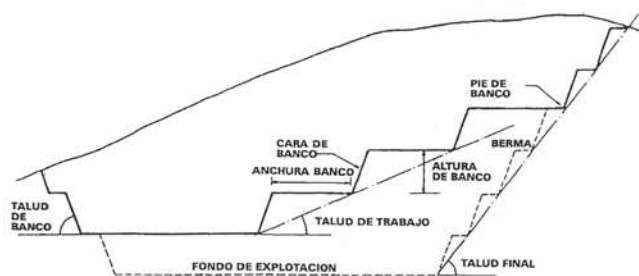 PIE DE
BANCO
CARA DE
BANCO
BERMA
ANCHURA BANCO
ALTURA
DE BANCO
TALUD
DE
BANCO
TALUD DE TRABAJO
FONDO DE EXPLOTACION
TALUD FINAL